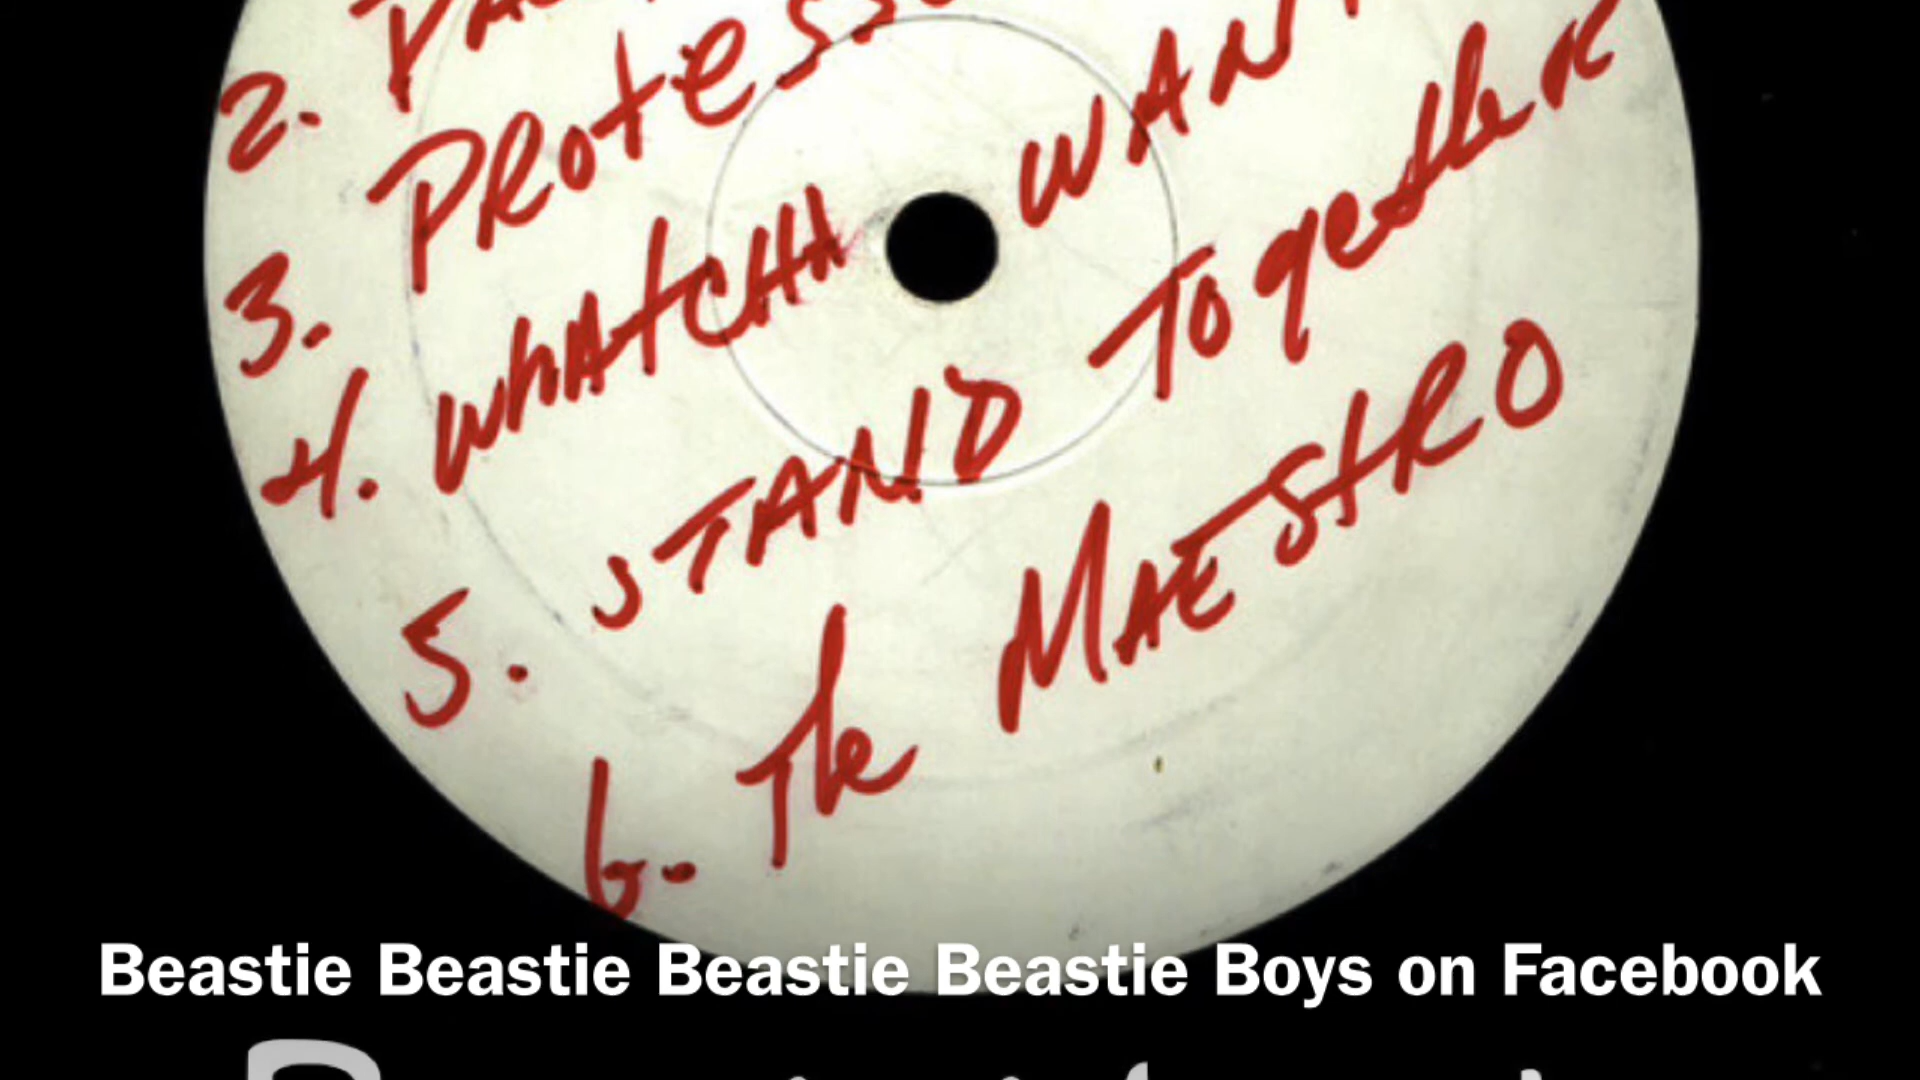 2.
3. PROtESS
4. WhAtCHA WANT
5. STAND TOgetheR
6. The MAESTRO
Beastie Beastie Beastie Beastie Boys on Facebook